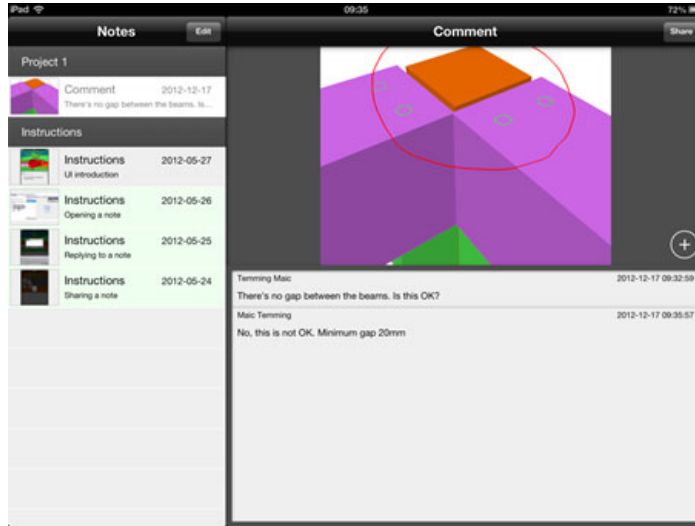 iPad 09:35 72%
Notes Edit
Comment Share
Project 1
Comment 2012-12-17
There's no gap between the beams. Is...
Instructions
Instructions 2012-05-27
UI introduction
Instructions 2012-05-26
Opening a note
Instructions 2012-05-25
Replying to a note
Instructions 2012-05-24
Sharing a note
Temming Maic 2012-12-17 09:32:59
There's no gap between the beams. Is this OK?
Maic Temming 2012-12-17 09:35:57
No, this is not OK. Minimum gap 20mm